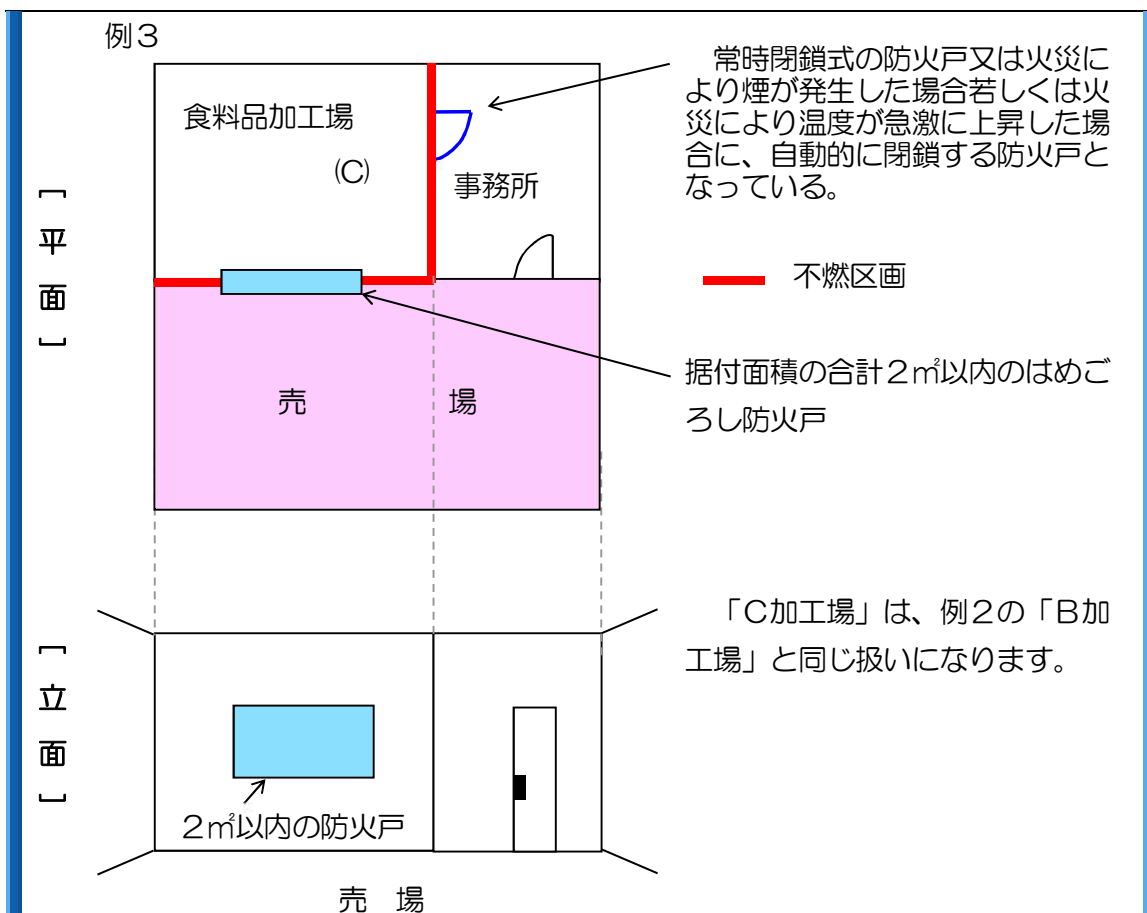 例３
食料品加工場
(C)
事務所
［平面］
売　場
常時閉鎖式の防火戸又は火災に
より煙が発生した場合若しくは火
災により温度が急激に上昇した場
合に、自動的に閉鎖する防火戸と
なっている。
不燃区画
据付面積の合計２㎡以内のはめご
ろし防火戸
［立面］
２㎡以内の防火戸
売　場
「Ｃ加工場」は、例２の「Ｂ加
工場」と同じ扱いになります。